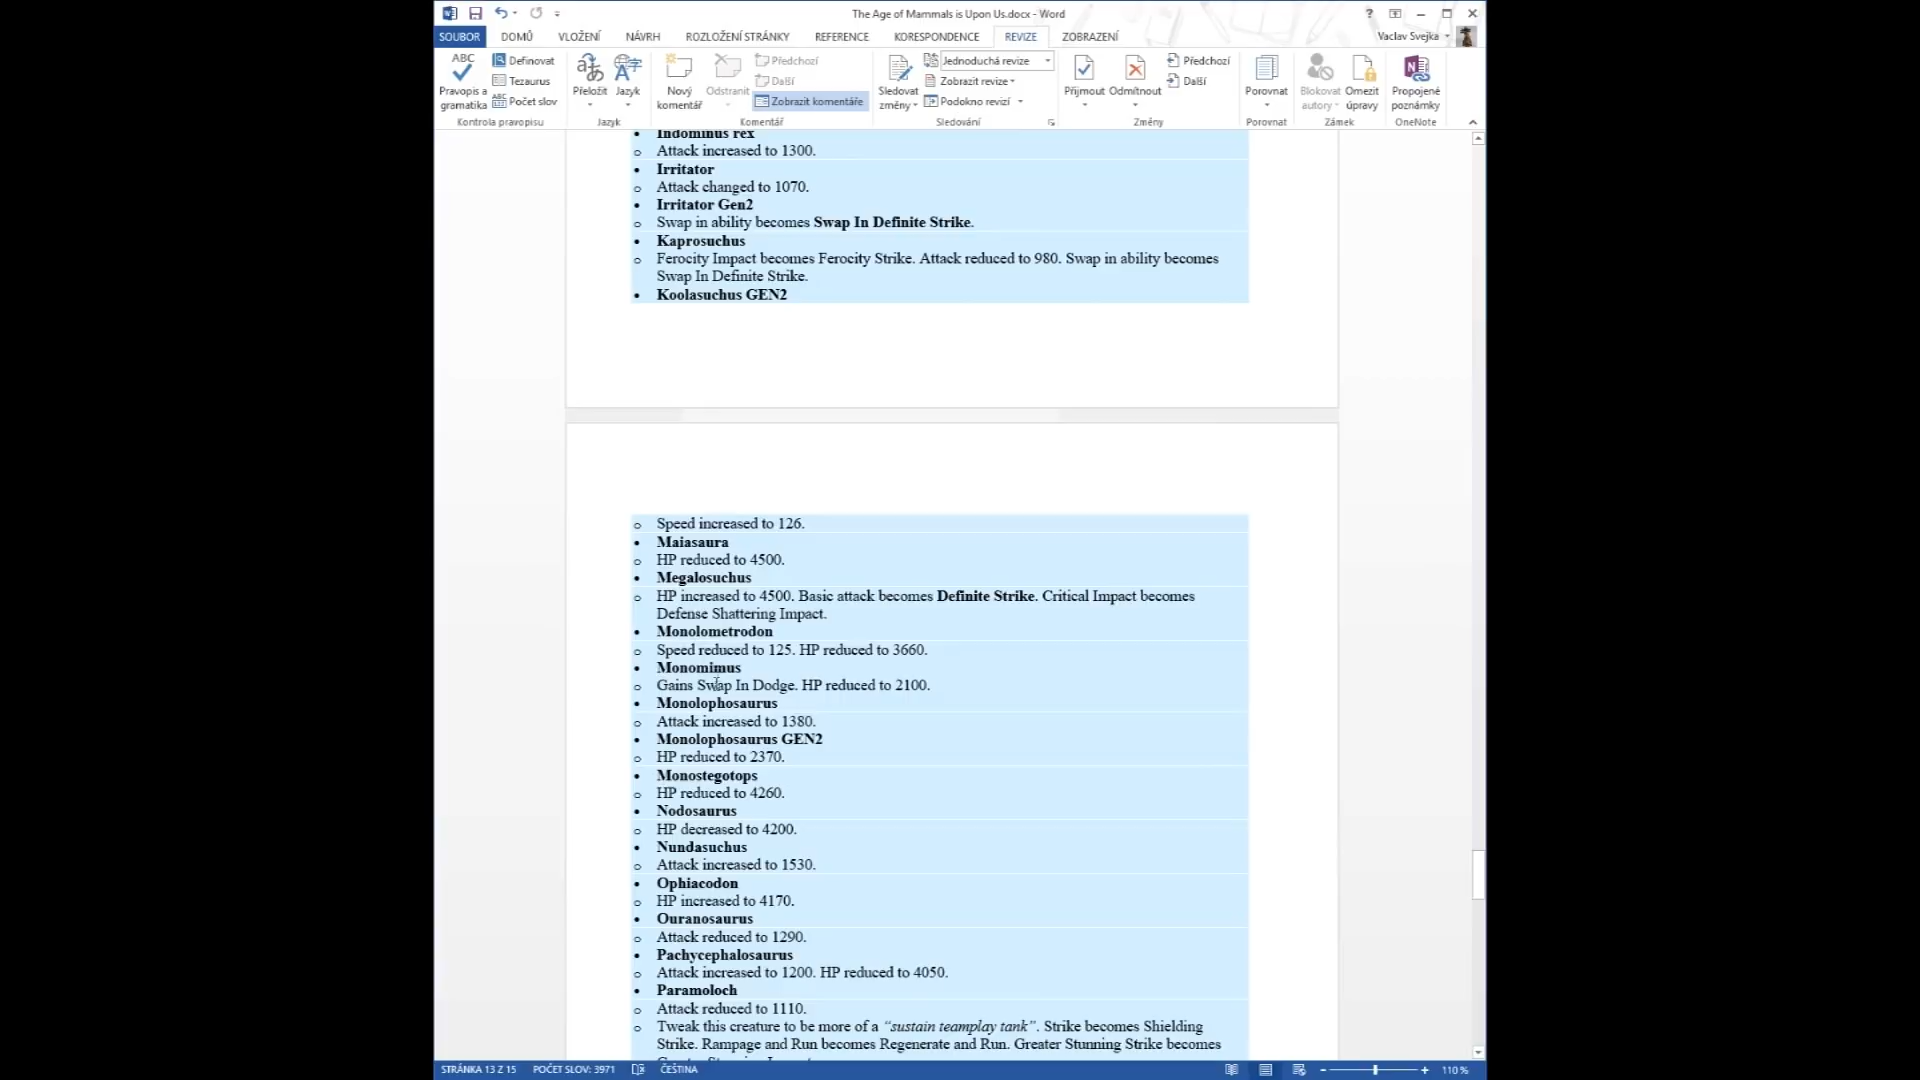 The Age of Mammals is Upon Us.docx - Word
SOUBOR DOMŮ VLOŽENÍ NÁVRH ROZLOŽENÍ STRÁNKY REFERENCE KORESPONDENCE REVIZE ZOBRAZENÍ Vaclav Svejka
ABC Pravopis a gramatika
Definovat
Tezaurus
Počet slov
Kontrola pravopisu
Přeložit Jazyk
Jazyk
Nový komentář
Odstranit
Předchozí
Další
Zobrazit komentáře
Komentář
Sledovat změny
Jednoduchá revize
Zobrazit revize
Podokno revizí
Sledování
Přijmout Odmítnout
Předchozí
Další
Změny
Porovnat
Porovnat
Blokovat autory
Omezit úpravy
Zámek
Propojené poznámky
OneNote
• Indominus rex
o Attack increased to 1300.
• Irritator
o Attack changed to 1070.
• Irritator Gen2
o Swap in ability becomes Swap In Definite Strike.
• Kaprosuchus
o Ferocity Impact becomes Ferocity Strike. Attack reduced to 980. Swap in ability becomes
Swap In Definite Strike.
• Koolasuchus GEN2
o Speed increased to 126.
• Maiasaura
o HP reduced to 4500.
• Megalosuchus
o HP increased to 4500. Basic attack becomes Definite Strike. Critical Impact becomes
Defense Shattering Impact.
• Monolometrodon
o Speed reduced to 125. HP reduced to 3660.
• Monomimus
o Gains Swap In Dodge. HP reduced to 2100.
• Monolophosaurus
o Attack increased to 1380.
• Monolophosaurus GEN2
o HP reduced to 2370.
• Monostegotops
o HP reduced to 4260.
• Nodosaurus
o HP decreased to 4200.
• Nundasuchus
o Attack increased to 1530.
• Ophiacodon
o HP increased to 4170.
• Ouranosaurus
o Attack reduced to 1290.
• Pachycephalosaurus
o Attack increased to 1200. HP reduced to 4050.
• Paramoloch
o Attack reduced to 1110.
o Tweak this creature to be more of a “sustain teamplay tank”. Strike becomes Shielding
Strike. Rampage and Run becomes Regenerate and Run. Greater Stunning Strike becomes
STRÁNKA 13 Z 15 POČET SLOV: 3971 ČEŠTINA 110 %